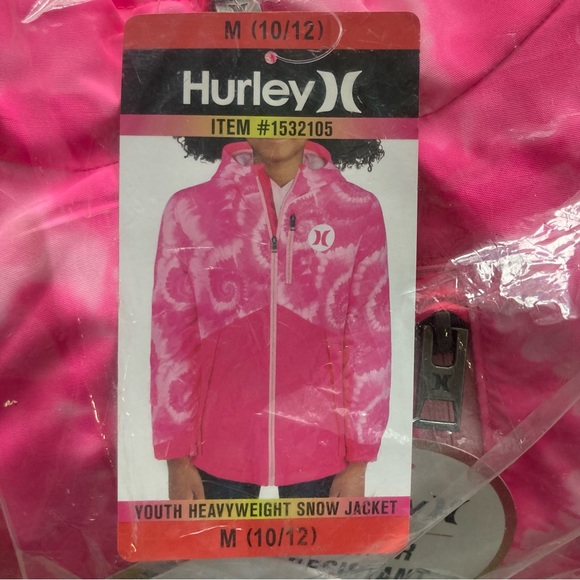 M (10/12)
Hurley
ITEM #1532105
YOUTH HEAVYWEIGHT SNOW JACKET
M (10/12)